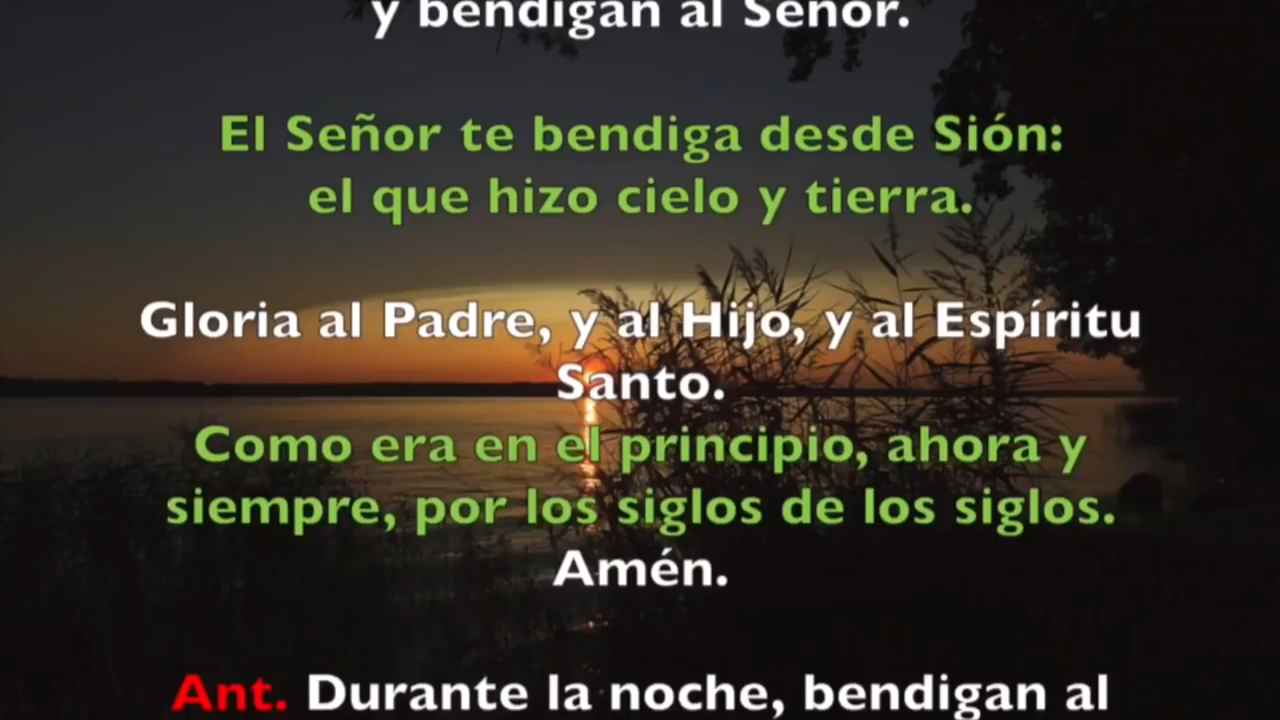 y bendigan al Señor.
El Señor te bendiga desde Sión:
el que hizo cielo y tierra.
Gloria al Padre, y al Hijo, y al Espíritu
Santo.
Como era en el principio, ahora y
siempre, por los siglos de los siglos.
Amén.
Ant. Durante la noche, bendigan al